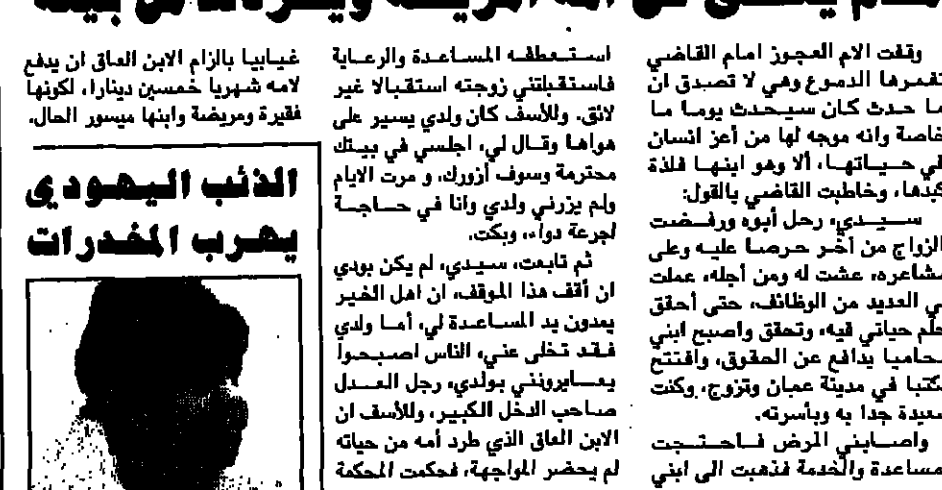 يتخلى عن أمه المريضة ويطردها من بيته
وقفت الام العجوز امام القاضي
تغمرها الدموع وهي لا تصدق ان
ما حدث كان سيحدث يوما ما
خاصة وانه موجه لها من أعز انسان
في حياتها، ألا وهو ابنها فلذة
كبدها، وخاطبت القاضي بالقول:
سيدي، رحل أبوه ورفضت
الزواج من آخر حرصا عليه وعلى
مشاعره، عشت له ومن أجله، عملت
في العديد من الوظائف، حتى أحقق
حلم حياتي فيه، وتحقق واصبح ابني
محاميا يدافع عن الحقوق، وافتتح
مكتبا في مدينة عمان وتزوج، وكنت
سعيدة جدا به وبأسرته.
واصابني المرض فاحتجت
لمساعدة والخدمة فذهبت الى ابني
استعطفه المساعدة والرعاية
فاستقبلتني زوجته استقبالا غير
لائق. وللأسف كان ولدي يسير على
هواها وقال لي، اجلسي في بيتك
محترمة وسوف أزورك، و مرت الايام
ولم يزرني ولدي وانا في حاجة
لجرعة دواء، وبكت.
ثم تابعت، سيدي، لم يكن بودي
ان أقف هذا الموقف، ان اهل الخير
يمدون يد المساعدة لي، أما ولدي
فقد تخلى عني، الناس اصبحوا
يعايرونني بولدي، رجل العدل
صاحب الدخل الكبير، وللأسف ان
الابن العاق الذي طرد أمه من حياته
لم يحضر المواجهة، فحكمت المحكمة
غيابيا بالزام الابن العاق ان يدفع
لامه شهريا خمسين دينارا، لكونها
فقيرة ومريضة وابنها ميسور الحال.
الذئب اليهودي
يهرب المخدرات